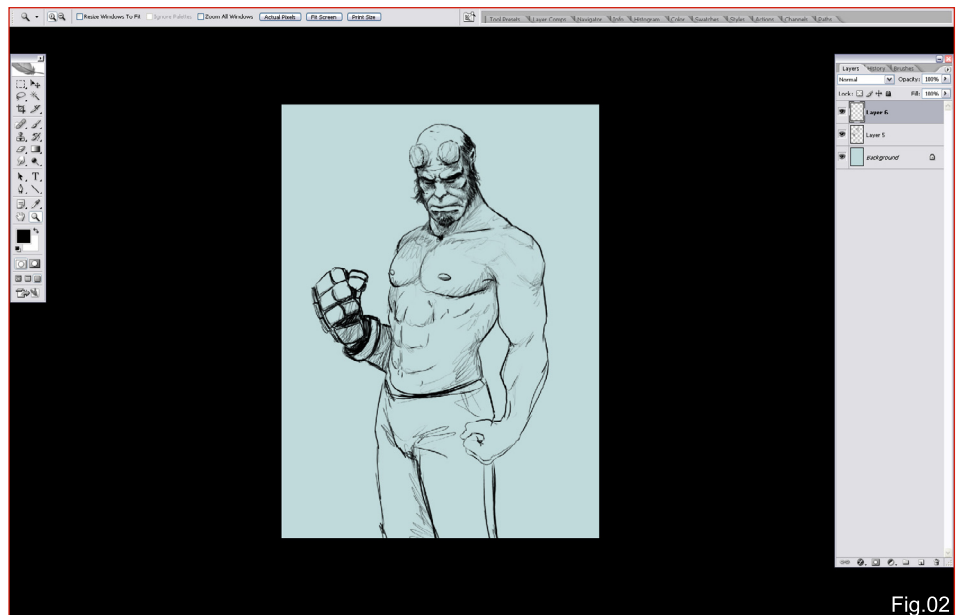 Resize Windows To Fit Ignore Palettes Zoom All Windows Actual Pixels Fit Screen Print Size Tool Presets Layer Comps Navigator Info Histogram Color Swatches Styles Actions Channels Paths
Layers History Brushes
Normal Opacity: 100%
Lock: Fill: 100%
Layer 6
Layer 5
Background
T
Fig.02